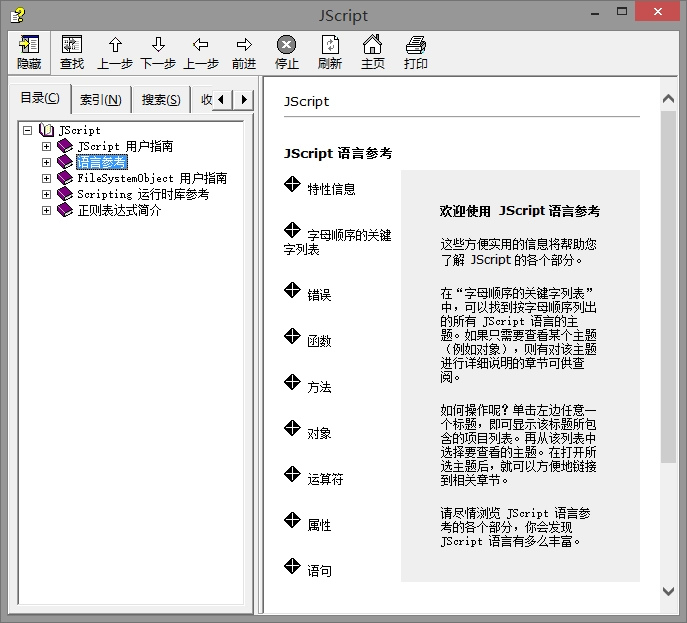 JScript
隐藏 查找 上一步 下一步 上一步 前进 停止 刷新 主页 打印
目录(C) 索引(N) 搜索(S) 收
JScript
JScript 用户指南
语言参考
FileSystemObject 用户指南
Scripting 运行时库参考
正则表达式简介
JScript
JScript 语言参考
特性信息
字母顺序的关键
字列表
错误
函数
方法
对象
运算符
属性
语句
欢迎使用 JScript 语言参考
这些方便实用的信息将帮助您
了解 JScript 的各个部分。
在“字母顺序的关键字列表”
中，可以找到按字母顺序列出
的所有 JScript 语言的主
题。如果只需要查看某个主题
（例如对象），则有对该主题
进行详细说明的章节可供查
阅。
如何操作呢？单击左边任意一
个标题，即可显示该标题所包
含的项目列表。再从该列表中
选择要查看的主题。在打开所
选主题后，就可以方便地链接
到相关章节。
请尽情浏览 JScript 语言参
考的各个部分，你会发现
JScript 语言有多么丰富。